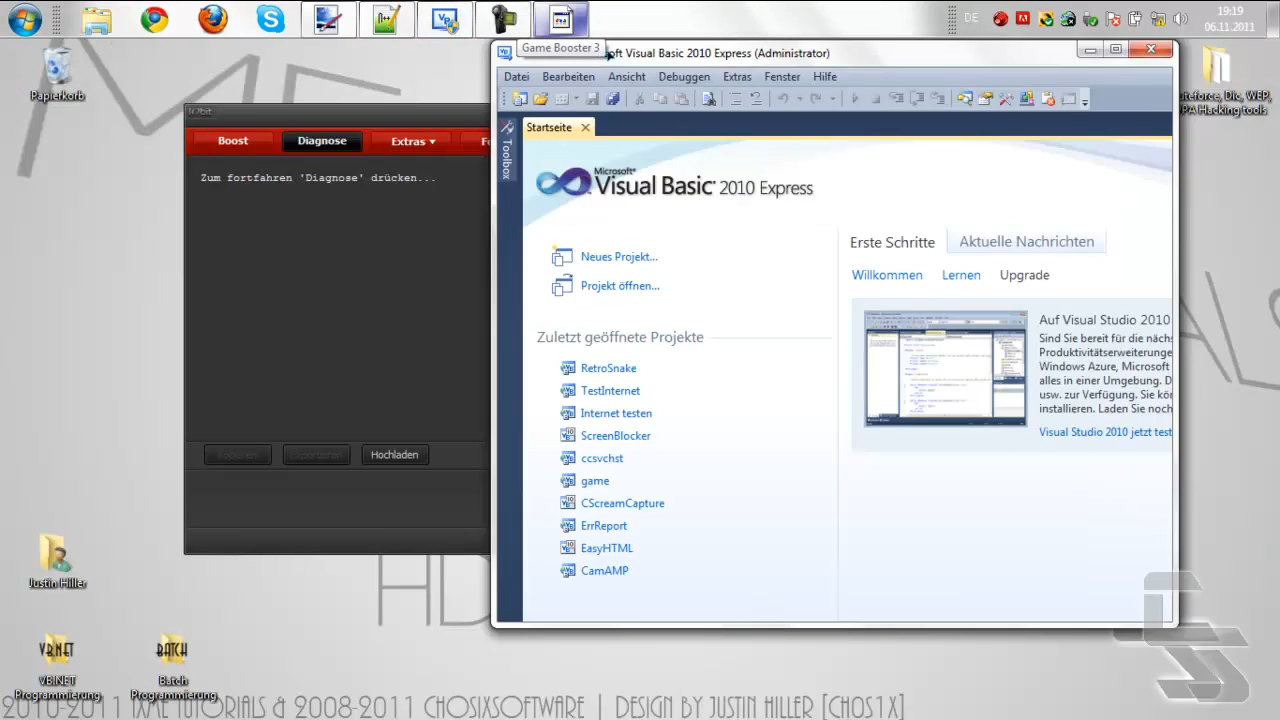 DE
19:19
06.11.2011
Game Booster 3
oft Visual Basic 2010 Express (Administrator)
Papierkorb
Datei Bearbeiten Ansicht Debuggen Extras Fenster Hilfe
Boost Diagnose Extras
Startseite
Toolbox
Zum fortfahren 'Diagnose' drücken...
Microsoft
Visual Basic 2010 Express
Neues Projekt...
Projekt öffnen...
Erste Schritte Aktuelle Nachrichten
Willkommen Lernen Upgrade
Zuletzt geöffnete Projekte
RetroSnake
TestInternet
Internet testen
ScreenBlocker
ccsvchst
game
CScreamCapture
ErrReport
EasyHTML
CamAMP
Auf Visual Studio 2010
Sind Sie bereit für die nächs
Produktivitätserweiterunge
Windows Azure, Microsoft
alles in einer Umgebung. D
usw. zur Verfügung. Sie kön
installieren. Laden Sie noch
Visual Studio 2010 jetzt test
Hochladen
Justin Hiller
VB.NET
VB.NET
Programmierung
BATCH
Batch
Programmierung
HD
2010-2011 IXXE TUTORIALS & 2008-2011 CHOSIXSOFTWARE | DESIGN BY JUSTIN HILLER [CHOS1X]